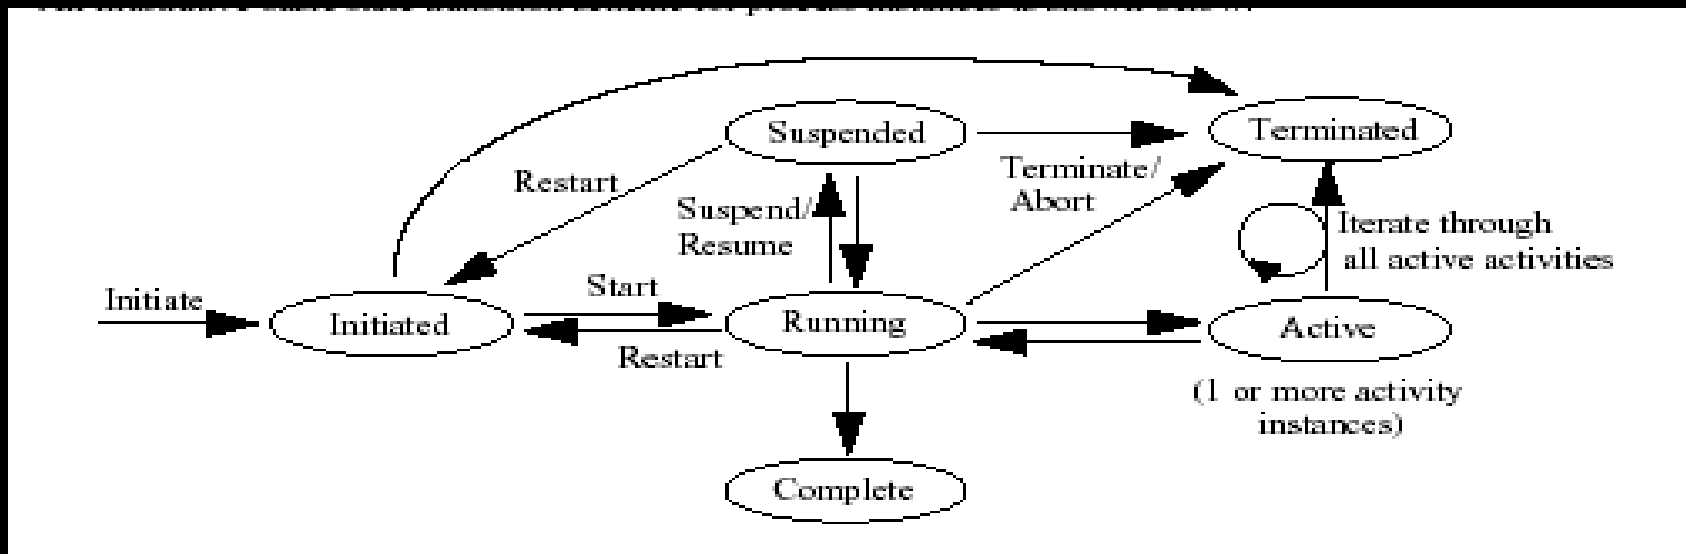 Suspended
Terminated
Restart
Terminate/
Abort
Suspend/
Resume
Iterate through
all active activities
Initiate
Start
Initiated
Running
Active
Restart
(1 or more activity
instances)
Complete